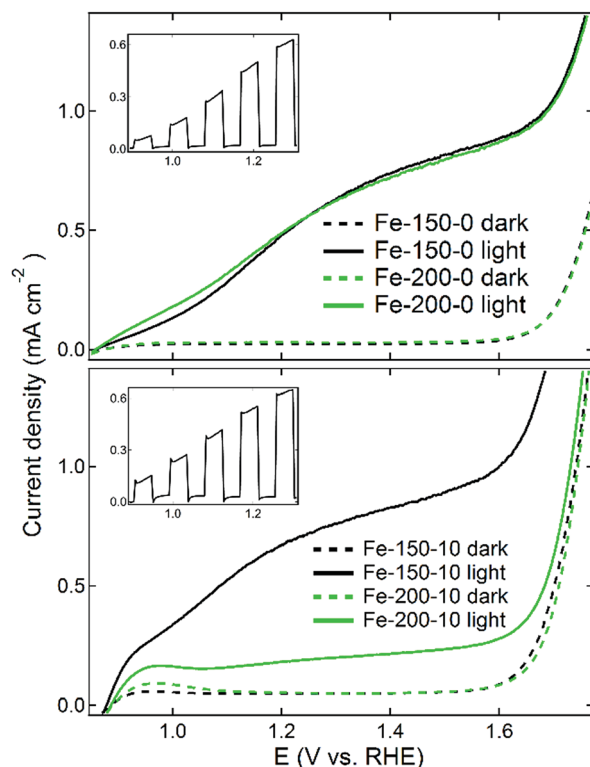 0.6
0.3
0.0
1.0
1.2
1.0
0.5
0.0
Fe-150-0 dark
Fe-150-0 light
Fe-200-0 dark
Fe-200-0 light
Current density (mA cm⁻²)
0.6
0.3
0.0
1.0
1.2
1.0
0.5
0.0
Fe-150-10 dark
Fe-150-10 light
Fe-200-10 dark
Fe-200-10 light
1.0 1.2 1.4 1.6
E (V vs. RHE)